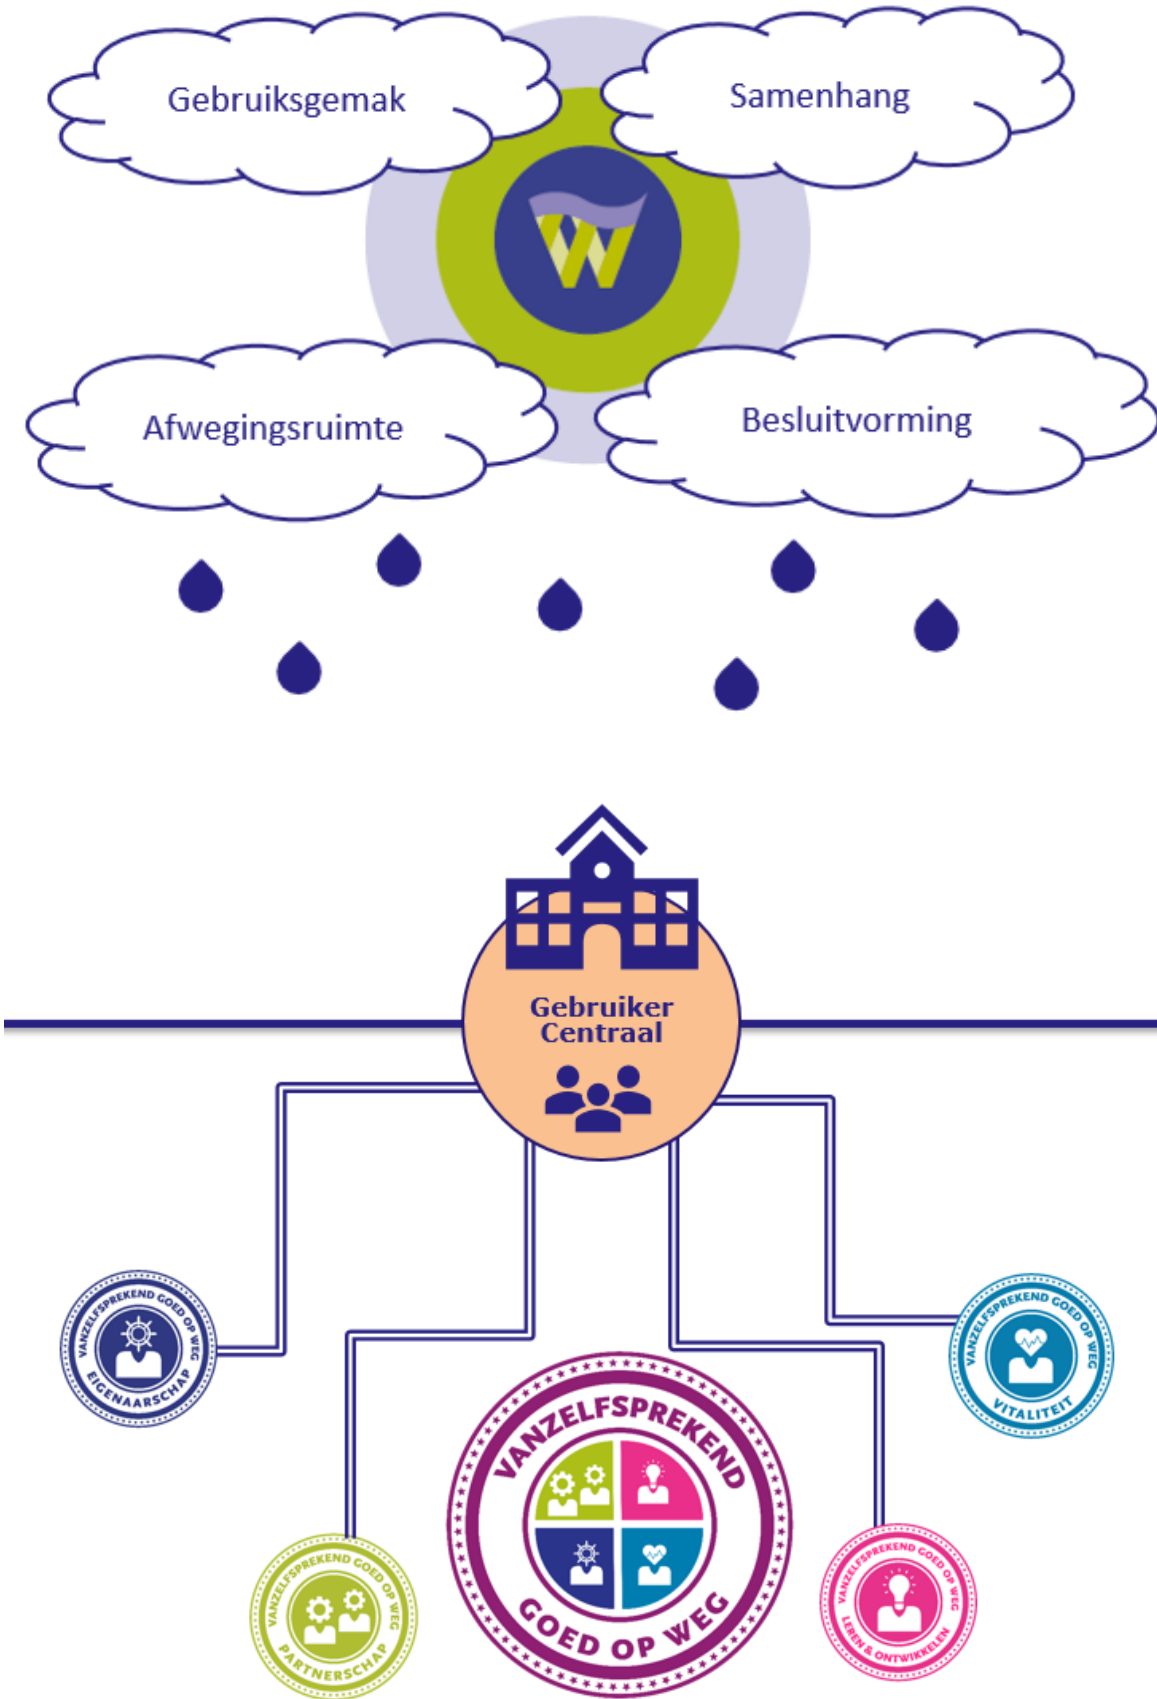 Gebruiksgemak
Samenhang
W
Afwegingsruimte
Besluitvorming
Gebruiker
Centraal
VANZELFSPREKEND GOED OP WEG
EIGENAARSCHAP
VANZELFSPREKEND GOED OP WEG
VITALITEIT
VANZELFSPREKEND
GOED OP WEG
VANZELFSPREKEND GOED OP WEG
PARTNERSCHAP
VANZELFSPREKEND GOED OP WEG
LEREN & ONTWIKKELEN